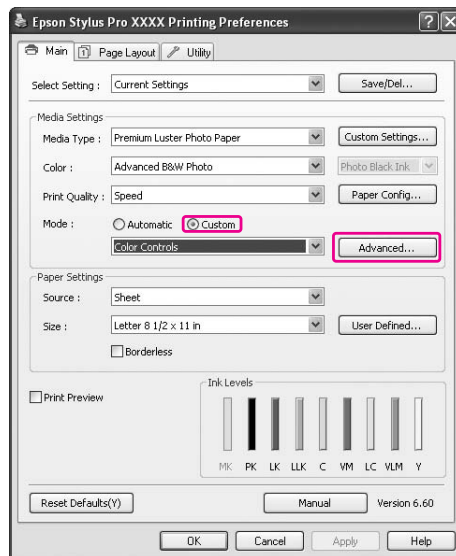 Epson Stylus Pro XXXX Printing Preferences
Main Page Layout Utility
Select Setting : Current Settings Save/Del...
Media Settings
Media Type : Premium Luster Photo Paper Custom Settings...
Color : Advanced B&W Photo Photo Black Ink
Print Quality : Speed Paper Config...
Mode : Automatic Custom
Color Controls Advanced...
Paper Settings
Source : Sheet
Size : Letter 8 1/2 x 11 in User Defined...
Borderless
Print Preview
Ink Levels
MK PK LK LLK C VM LC VLM Y
Reset Defaults(Y) Manual Version 6.60
OK Cancel Apply Help